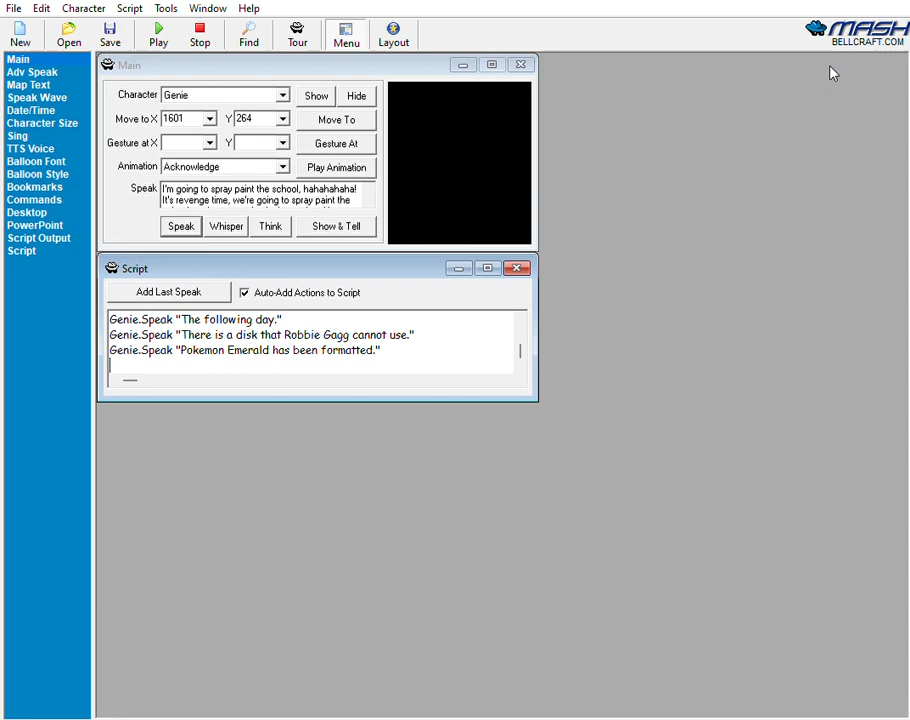 File Edit Character Script Tools Window Help
New Open Save Play Stop Find Tour Menu Layout
MASH
BELLCRAFT.COM
Main
Adv Speak
Map Text
Speak Wave
Date/Time
Character Size
Sing
TTS Voice
Balloon Font
Balloon Style
Bookmarks
Commands
Desktop
PowerPoint
Script Output
Script
Main
Character Genie Show Hide
Move to X 1601 Y 264 Move To
Gesture at X Y Gesture At
Animation Acknowledge Play Animation
Speak I'm going to spray paint the school, hahahahaha!
It's revenge time, we're going to spray paint the
Speak Whisper Think Show & Tell
Script
Add Last Speak Auto-Add Actions to Script
Genie.Speak "The following day."
Genie.Speak "There is a disk that Robbie Gagg cannot use."
Genie.Speak "Pokemon Emerald has been formatted."